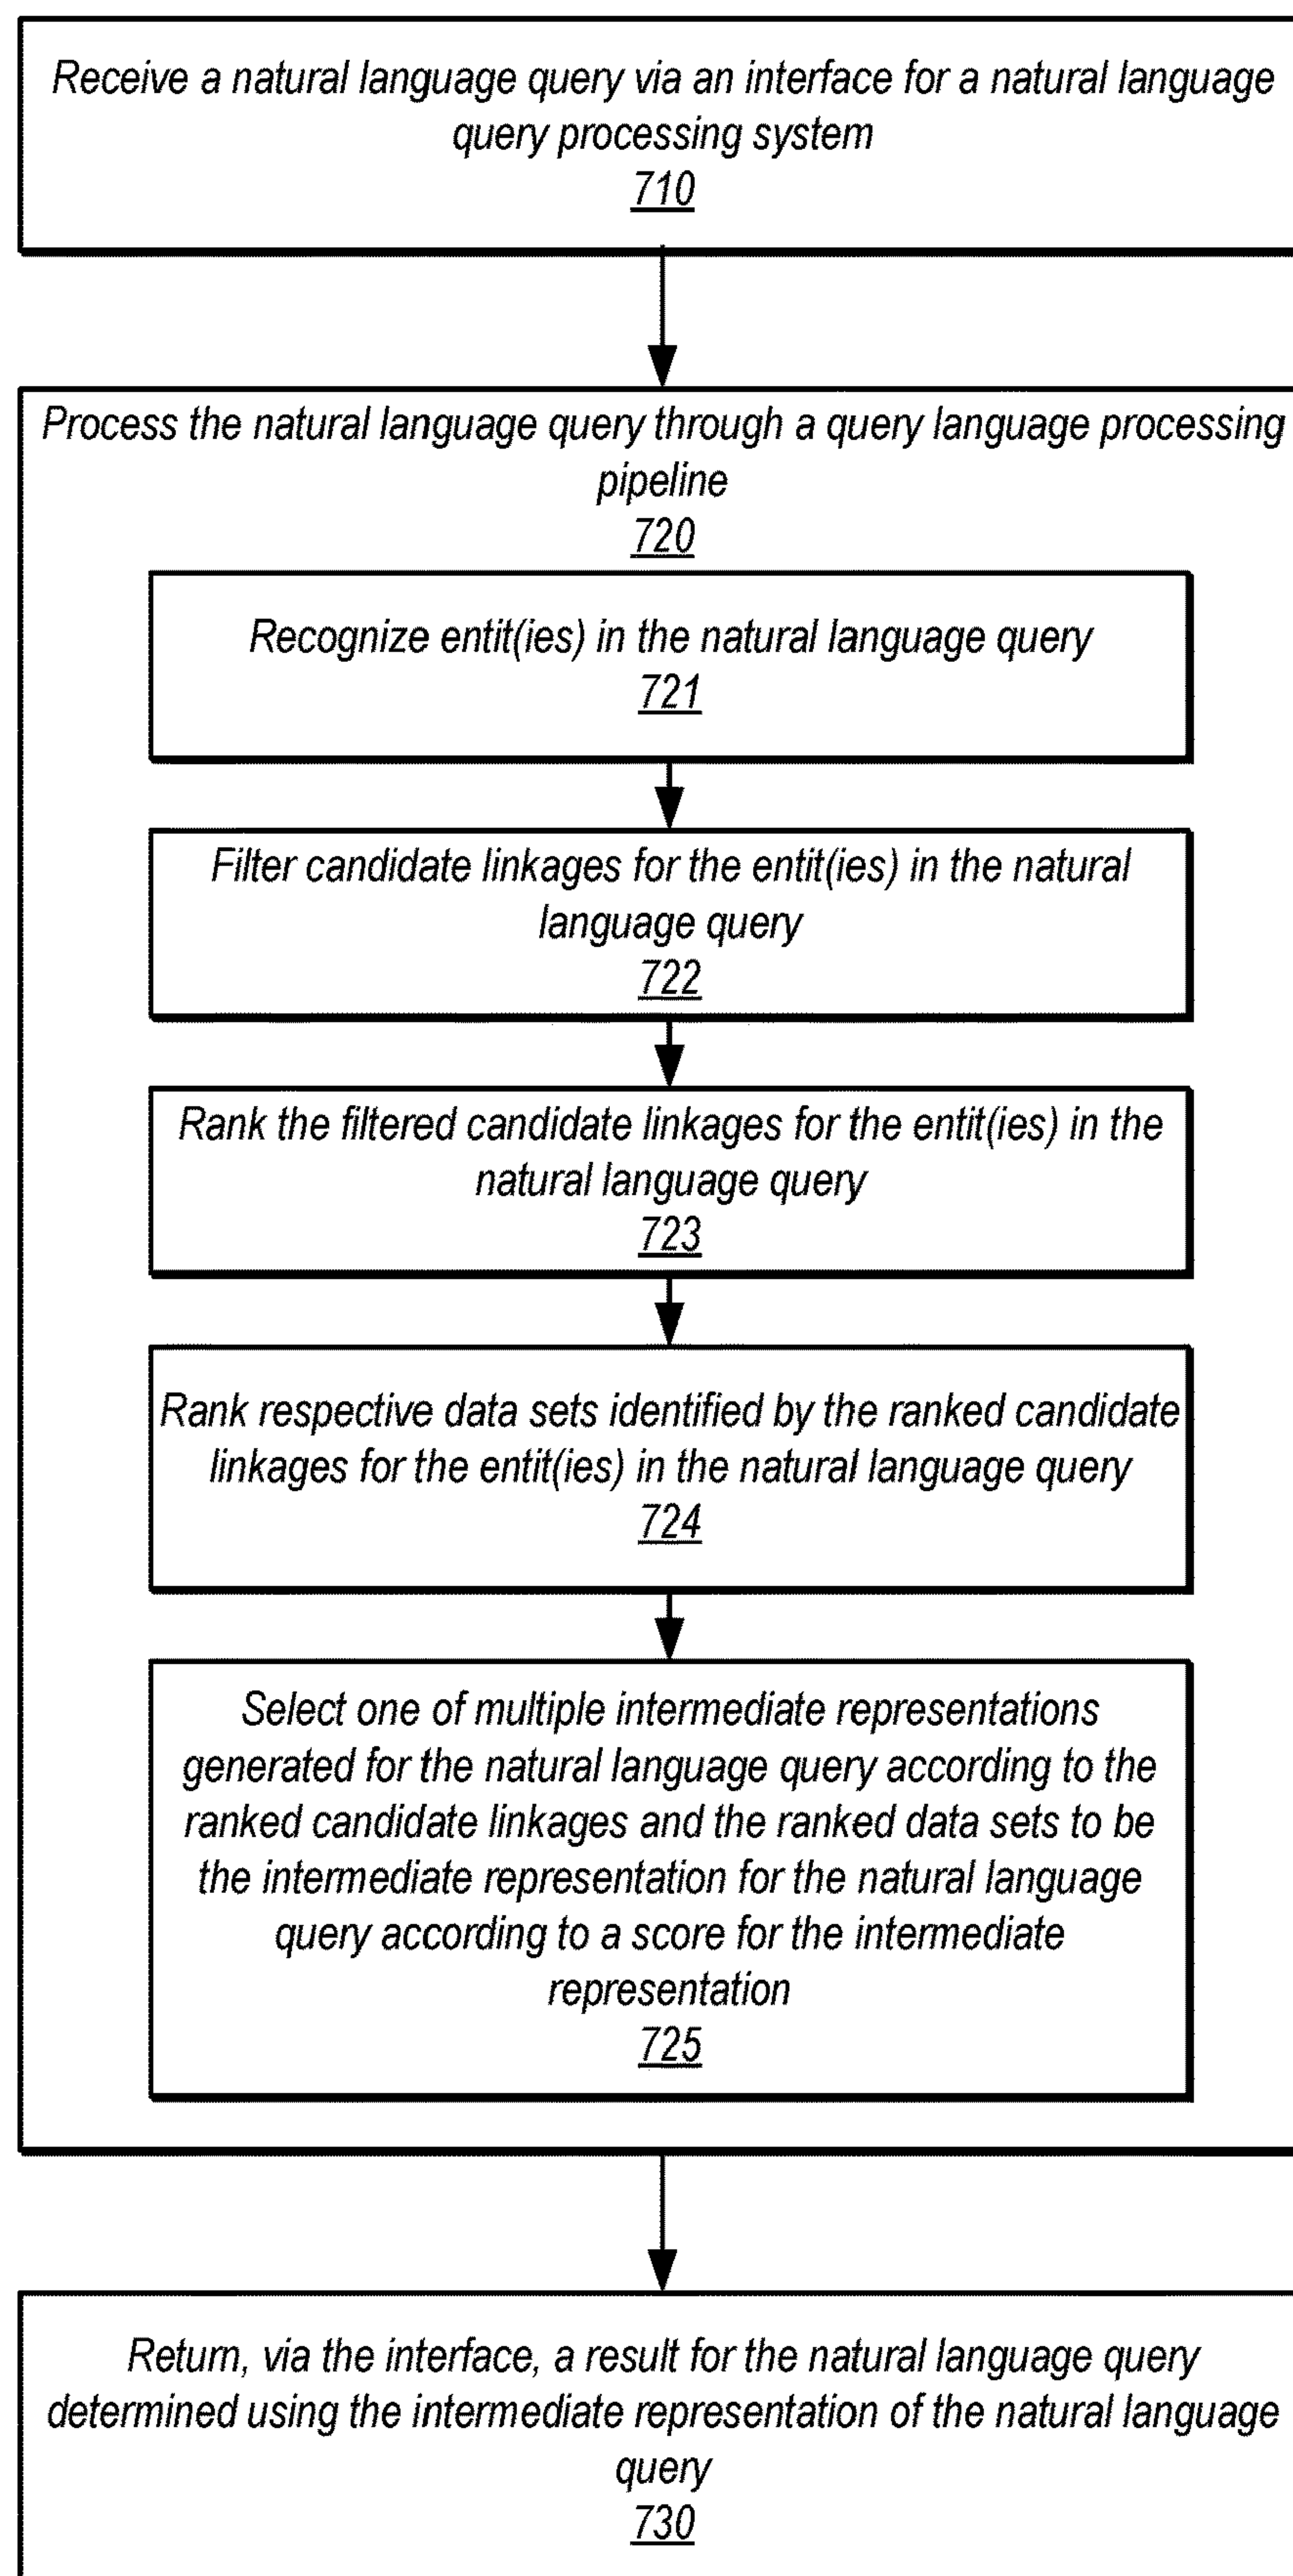 Receive a natural language query via an interface for a natural language
query processing system
710
Process the natural language query through a query language processing
pipeline
720
Recognize entit(ies) in the natural language query
721
Filter candidate linkages for the entit(ies) in the natural
language query
722
Rank the filtered candidate linkages for the entit(ies) in the
natural language query
723
Rank respective data sets identified by the ranked candidate
linkages for the entit(ies) in the natural language query
724
Select one of multiple intermediate representations
generated for the natural language query according to the
ranked candidate linkages and the ranked data sets to be
the intermediate representation for the natural language
query according to a score for the intermediate
representation
725
Return, via the interface, a result for the natural language query
determined using the intermediate representation of the natural language
query
730